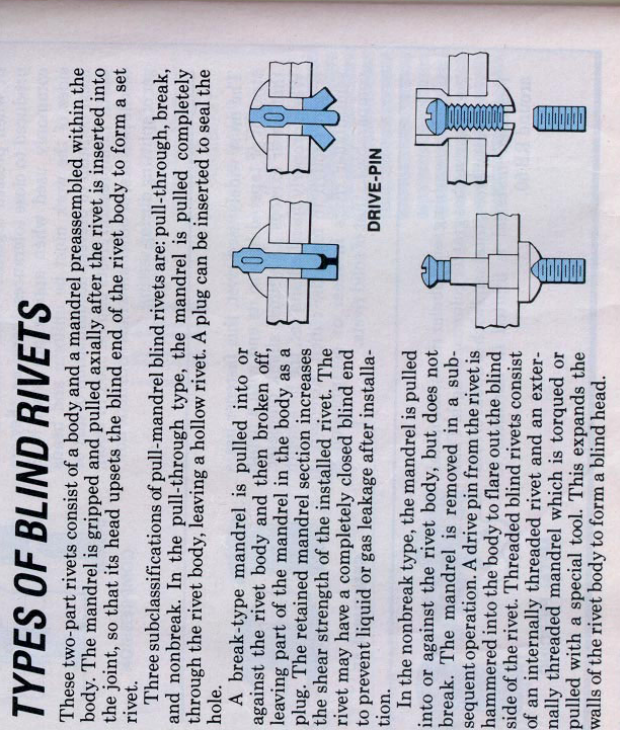 TYPES OF BLIND RIVETS
These two-part rivets consist of a body and a mandrel preassembled within the
body. The mandrel is gripped and pulled axially after the rivet is inserted into
the joint, so that its head upsets the blind end of the rivet body to form a set
rivet.
Three subclassifications of pull-mandrel blind rivets are: pull-through, break,
and nonbreak. In the pull-through type, the mandrel is pulled completely
through the rivet body, leaving a hollow rivet. A plug can be inserted to seal the
hole.
A break-type mandrel is pulled into or
against the rivet body and then broken off,
leaving part of the mandrel in the body as a
plug. The retained mandrel section increases
the shear strength of the installed rivet. The
rivet may have a completely closed blind end
to prevent liquid or gas leakage after installa-
tion.
DRIVE-PIN
In the nonbreak type, the mandrel is pulled
into or against the rivet body, but does not
break. The mandrel is removed in a sub-
sequent operation. A drive pin from the rivet is
hammered into the body to flare out the blind
side of the rivet. Threaded blind rivets consist
of an internally threaded rivet and an exter-
nally threaded mandrel which is torqued or
pulled with a special tool. This expands the
walls of the rivet body to form a blind head.